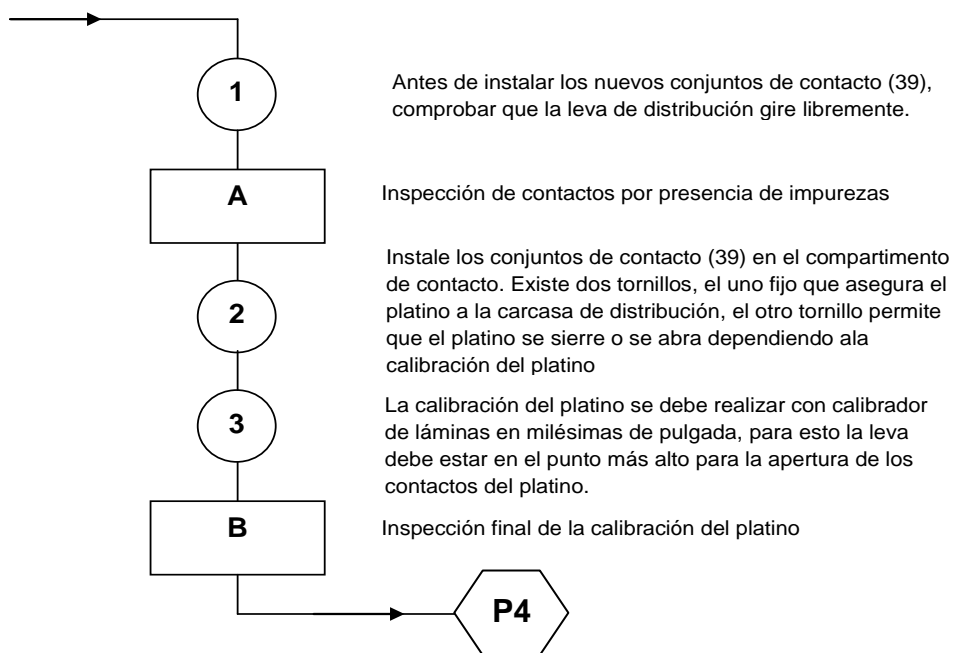 1
Antes de instalar los nuevos conjuntos de contacto (39),
comprobar que la leva de distribución gire libremente.
A
Inspección de contactos por presencia de impurezas
2
Instale los conjuntos de contacto (39) en el compartimento
de contacto. Existe dos tornillos, el uno fijo que asegura el
platino a la carcasa de distribución, el otro tornillo permite
que el platino se sierre o se abra dependiendo ala
calibración del platino
3
La calibración del platino se debe realizar con calibrador
de láminas en milésimas de pulgada, para esto la leva
debe estar en el punto más alto para la apertura de los
contactos del platino.
B
Inspección final de la calibración del platino
P4